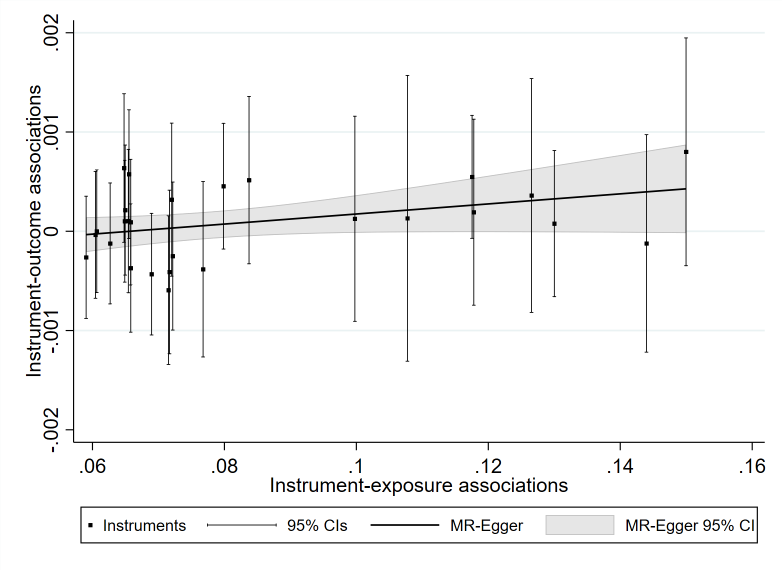 Instrument-outcome associations
.002
.001
0
-.001
-.002
.06 .08 .1 .12 .14 .16
Instrument-exposure associations
Instruments 95% CIs MR-Egger MR-Egger 95% CI